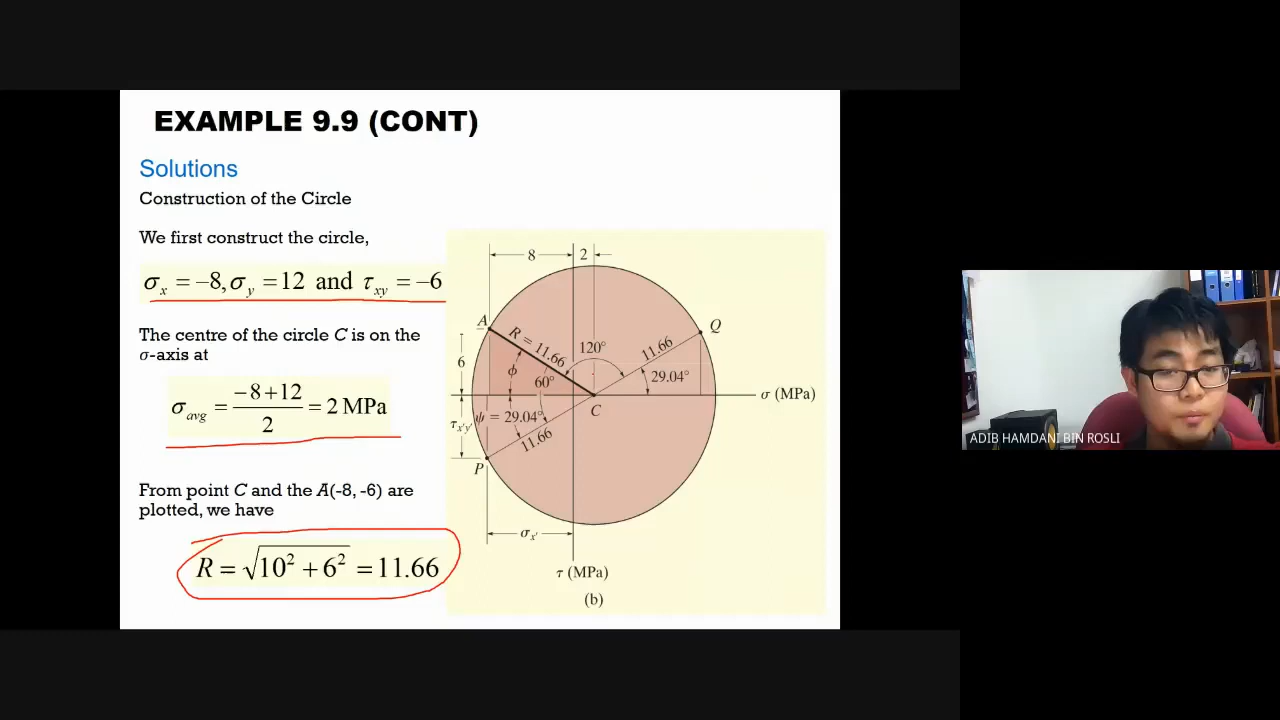 EXAMPLE 9.9 (CONT)
Solutions
Construction of the Circle
We first construct the circle,
σx = −8, σy = 12 and τxy = −6
The centre of the circle C is on the
σ-axis at
σavg = (−8 + 12)/2 = 2 MPa
From point C and the A(-8, -6) are
plotted, we have
R = √(10² + 6²) = 11.66
8
2
A
Q
R = 11.66
120°
11.66
6
ϕ
60°
29.04°
σ (MPa)
C
τx'y'
ψ = 29.04°
11.66
P
σx'
τ (MPa)
(b)
ADIB HAMDANI BIN ROSLI